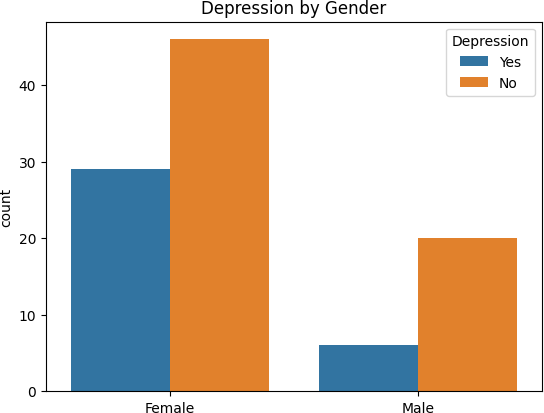 Depression by Gender
Depression
Yes
No
count
40
30
20
10
0
Female
Male